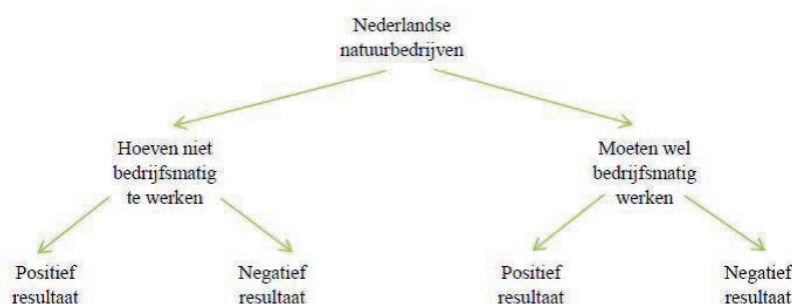 Nederlandse
natuurbedrijven
Hoeven niet
bedrijfsmatig
te werken
Moeten wel
bedrijfsmatig
werken
Positief
resultaat
Negatief
resultaat
Positief
resultaat
Negatief
resultaat